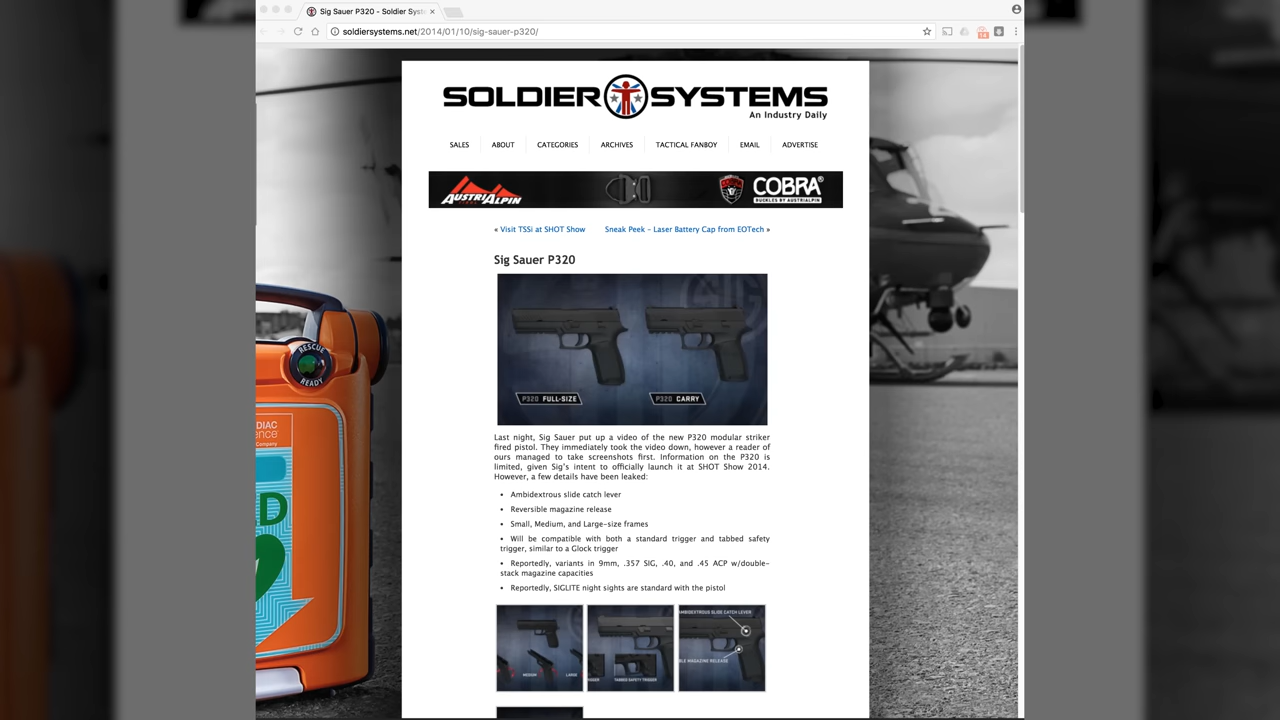 Sig Sauer P320 - Soldier Syst
soldiersystems.net/2014/01/10/sig-sauer-p320/
14
SOLDIER SYSTEMS
An Industry Daily
SALES ABOUT CATEGORIES ARCHIVES TACTICAL FANBOY EMAIL ADVERTISE
AUSTRIALPIN COBRA®
BUCKLES BY AUSTRIALPIN
« Visit TSSi at SHOT Show Sneak Peek – Laser Battery Cap from EOTech »
Sig Sauer P320
P320 FULL-SIZE P320 CARRY
Last night, Sig Sauer put up a video of the new P320 modular striker
fired pistol. They immediately took the video down, however a reader of
ours managed to take screenshots first. Information on the P320 is
limited, given Sig's intent to officially launch it at SHOT Show 2014.
However, a few details have been leaked:
▪ Ambidextrous slide catch lever
▪ Reversible magazine release
▪ Small, Medium, and Large-size frames
▪ Will be compatible with both a standard trigger and tabbed safety
trigger, similar to a Glock trigger
▪ Reportedly, variants in 9mm, .357 SIG, .40, and .45 ACP w/double-
stack magazine capacities
▪ Reportedly, SIGLITE night sights are standard with the pistol
AMBIDEXTROUS SLIDE CATCH LEVER
BLE MAGAZINE RELEASE
MEDIUM LARGE
TABBED SAFETY TRIGGER
RESCUE
READY
DIAC
ence
Company
D